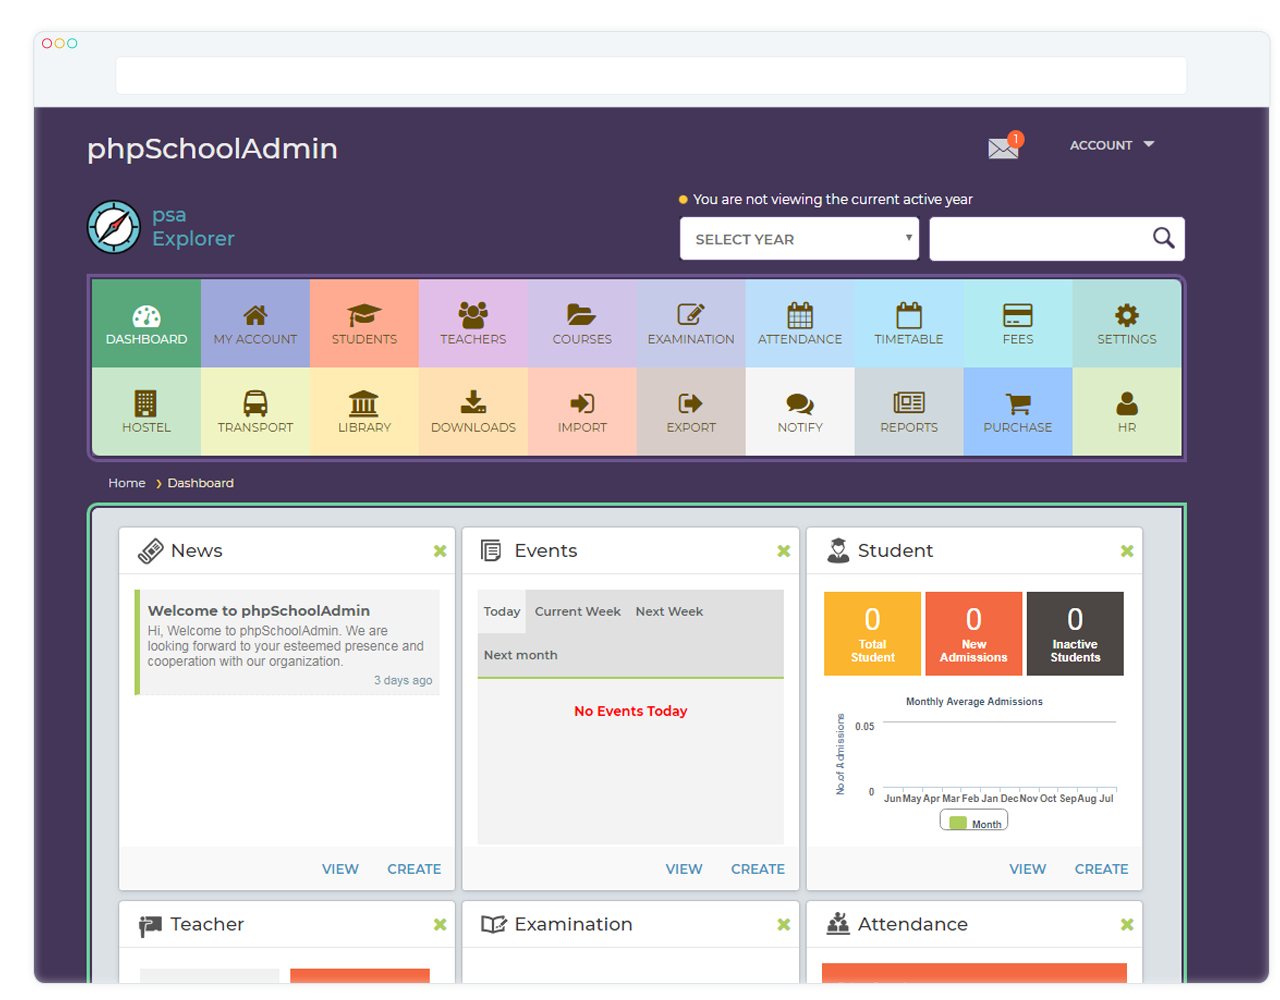 phpSchoolAdmin
1
ACCOUNT
psa
Explorer
You are not viewing the current active year
SELECT YEAR
DASHBOARD
MY ACCOUNT
STUDENTS
TEACHERS
COURSES
EXAMINATION
ATTENDANCE
TIMETABLE
FEES
SETTINGS
HOSTEL
TRANSPORT
LIBRARY
DOWNLOADS
IMPORT
EXPORT
NOTIFY
REPORTS
PURCHASE
HR
Home ❯ Dashboard
News
Welcome to phpSchoolAdmin
Hi, Welcome to phpSchoolAdmin. We are
looking forward to your esteemed presence and
cooperation with our organization.
3 days ago
VIEW CREATE
Events
Today Current Week Next Week
Next month
No Events Today
VIEW CREATE
Student
0
Total
Student
0
New
Admissions
0
Inactive
Students
Monthly Average Admissions
No.of Admissions
0.05
0
Jun May Apr Mar Feb Jan Dec Nov Oct Sep Aug Jul
Month
VIEW CREATE
Teacher
Examination
Attendance